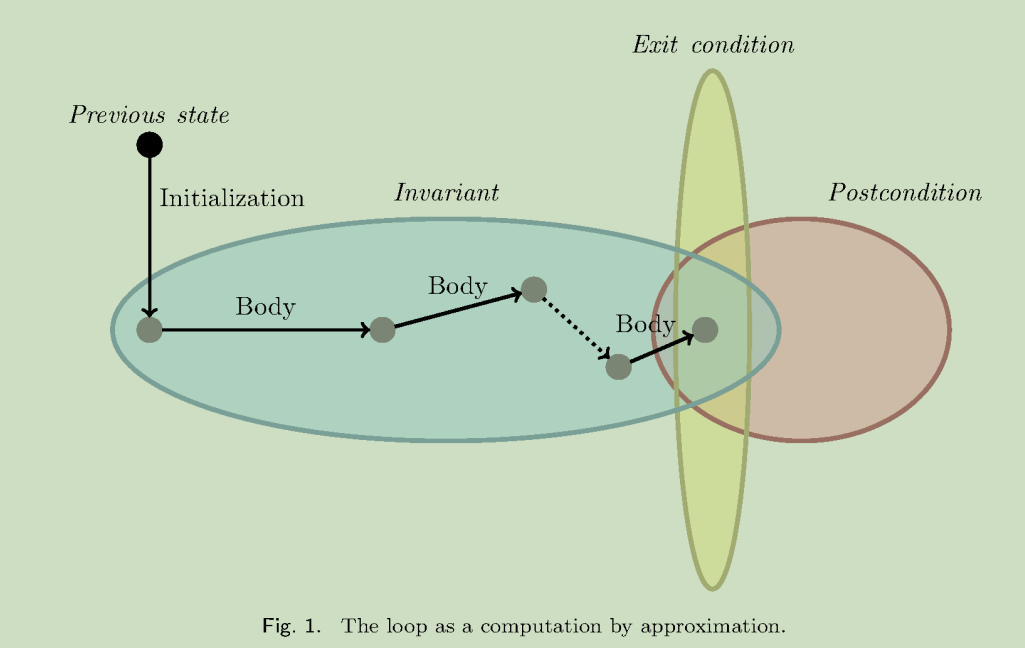 Exit condition
Previous state
Initialization
Invariant
Postcondition
Body
Body
Body
Fig. 1. The loop as a computation by approximation.